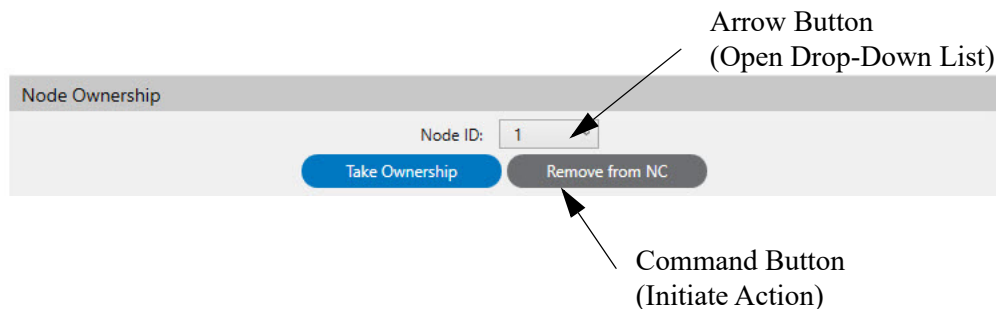 Arrow Button
(Open Drop-Down List)
Node Ownership
Node ID: 1
Take Ownership Remove from NC
Command Button
(Initiate Action)